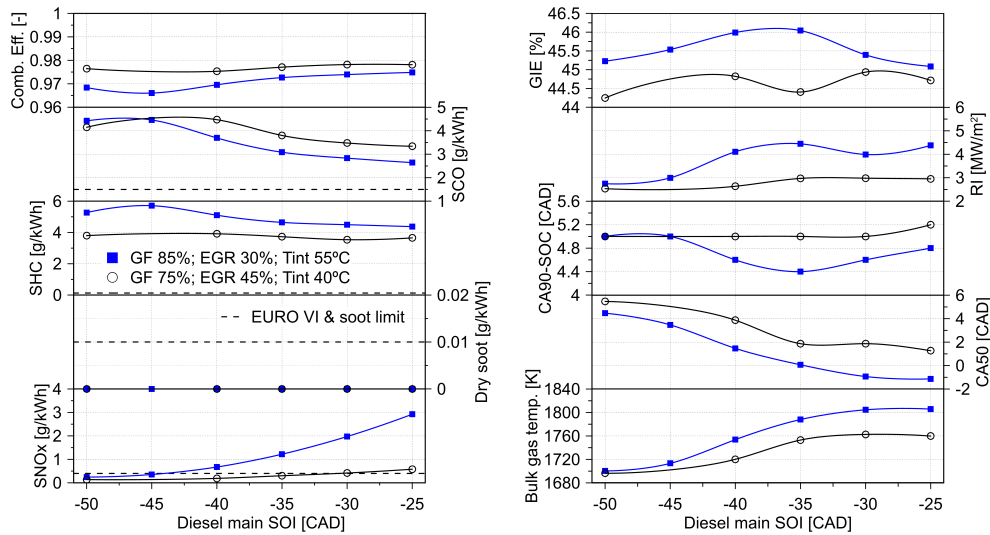 Comb. Eff. [-]
1
0.99
0.98
0.97
0.96
5
4
3
2
1
SCO [g/kWh]
6
4
2
0
SHC [g/kWh]
GF 85%; EGR 30%; Tint 55ºC
GF 75%; EGR 45%; Tint 40ºC
EURO VI & soot limit
0.02
0.01
0
Dry soot [g/kWh]
4
3
2
1
0
SNOx [g/kWh]
-50 -45 -40 -35 -30 -25
Diesel main SOI [CAD]
GIE [%]
46.5
46
45.5
45
44.5
44
6
5
4
3
2
RI [MW/m²]
5.6
5.2
4.8
4.4
4
CA90-SOC [CAD]
6
4
2
0
-2
CA50 [CAD]
1840
1800
1760
1720
1680
Bulk gas temp. [K]
-50 -45 -40 -35 -30 -25
Diesel main SOI [CAD]